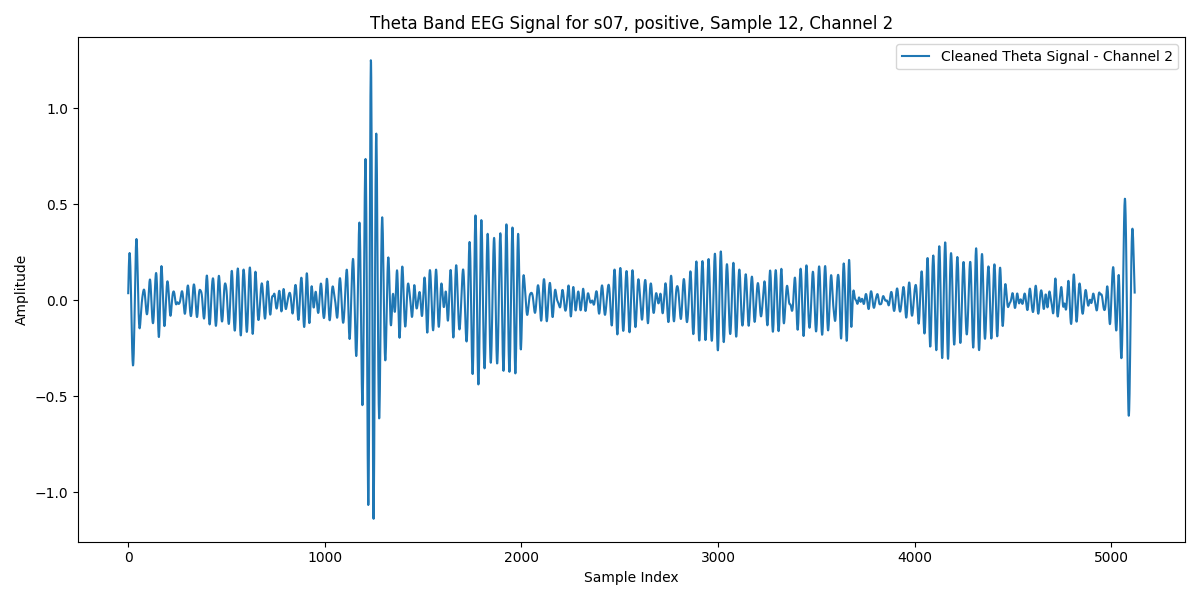 Theta Band EEG Signal for s07, positive, Sample 12, Channel 2
Cleaned Theta Signal - Channel 2
1.0
0.5
0.0
−0.5
−1.0
Amplitude
0 1000 2000 3000 4000 5000
Sample Index